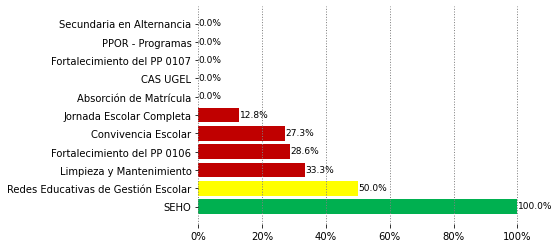 Secundaria en Alternancia 0.0%
PPOR - Programas 0.0%
Fortalecimiento del PP 0107 0.0%
CAS UGEL 0.0%
Absorción de Matrícula 0.0%
Jornada Escolar Completa 12.8%
Convivencia Escolar 27.3%
Fortalecimiento del PP 0106 28.6%
Limpieza y Mantenimiento 33.3%
Redes Educativas de Gestión Escolar 50.0%
SEHO 100.0%
0% 20% 40% 60% 80% 100%